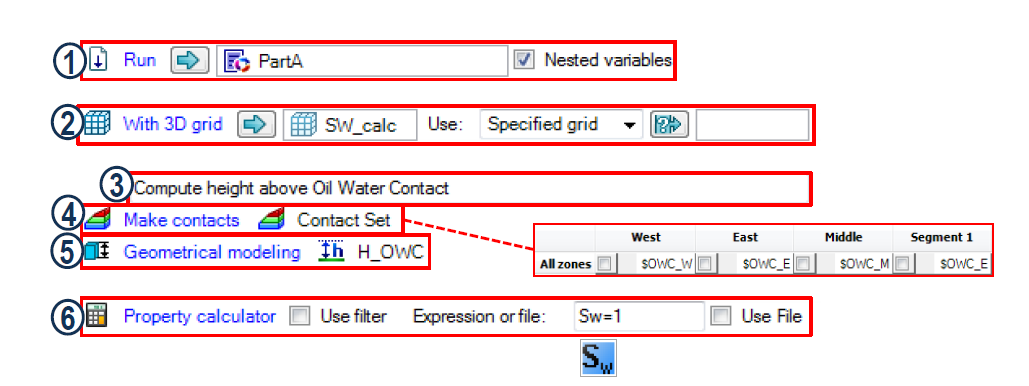 1 Run PartA Nested variables
2 With 3D grid SW_calc Use: Specified grid
3 Compute height above Oil Water Contact
4 Make contacts Contact Set
West East Middle Segment 1
5 Geometrical modeling h H_OWC
All zones $OWC_W $OWC_E $OWC_M $OWC_E
6 Property calculator Use filter Expression or file: Sw=1 Use File
Sw